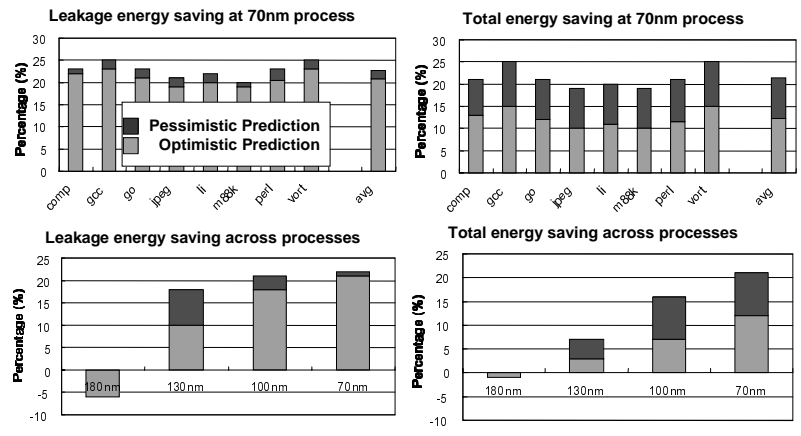 Leakage energy saving at 70nm process
Percentage (%)
30
25
20
15
10
5
0
Pessimistic Prediction
Optimistic Prediction
comp
gcc
go
ijpeg
li
m88k
perl
vort
avg
Total energy saving at 70nm process
Percentage (%)
30
25
20
15
10
5
0
comp
gcc
go
ijpeg
li
m88k
perl
vort
avg
Leakage energy saving across processes
Percentage (%)
25
20
15
10
5
0
-5
-10
180nm
130nm
100nm
70nm
Total energy saving across processes
Percentage (%)
25
20
15
10
5
0
-5
-10
180nm
130nm
100nm
70nm